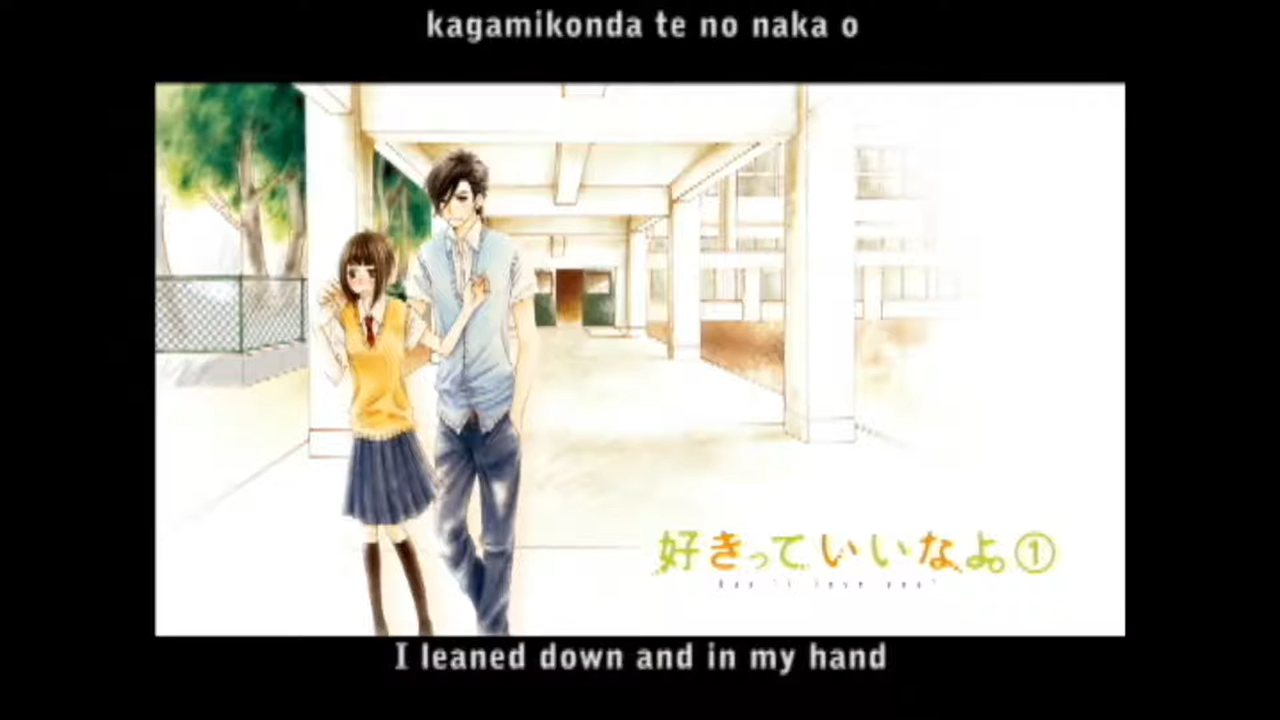 kagamikonda te no naka o
好きっていいなよ。①
I leaned down and in my hand